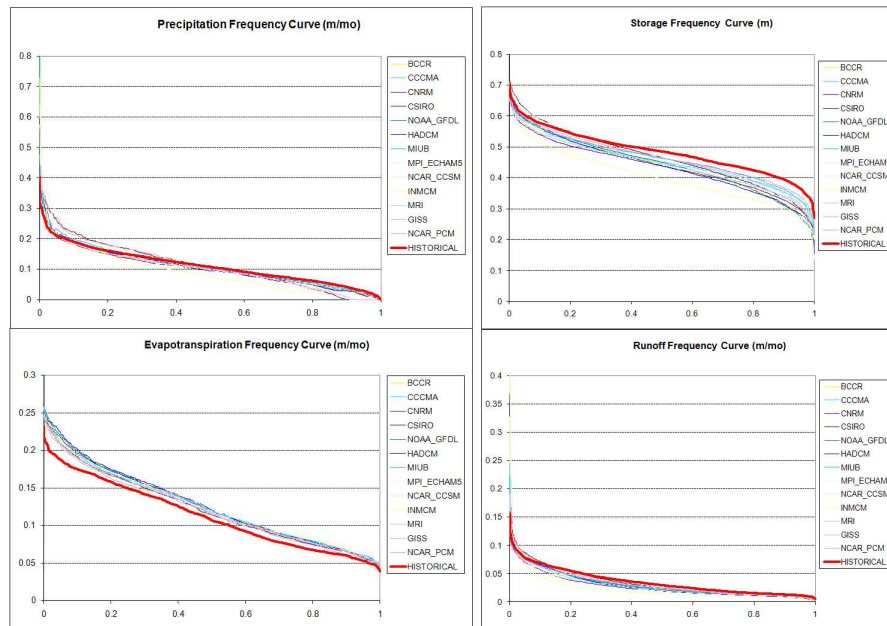 Precipitation Frequency Curve (m/mo)
0.8
0.7
0.6
0.5
0.4
0.3
0.2
0.1
0
0 0.2 0.4 0.6 0.8 1
BCCR
CCCMA
CNRM
CSIRO
NOAA_GFDL
HADCM
MIUB
MPI_ECHAM5
NCAR_CCSM
INMCM
MRI
GISS
NCAR_PCM
HISTORICAL
Storage Frequency Curve (m)
0.8
0.7
0.6
0.5
0.4
0.3
0.2
0.1
0
0 0.2 0.4 0.6 0.8 1
BCCR
CCCMA
CNRM
CSIRO
NOAA_GFDL
HADCM
MIUB
MPI_ECHAM5
NCAR_CCSM
INMCM
MRI
GISS
NCAR_PCM
HISTORICAL
Evapotranspiration Frequency Curve (m/mo)
0.3
0.25
0.2
0.15
0.1
0.05
0
0 0.2 0.4 0.6 0.8 1
BCCR
CCCMA
CNRM
CSIRO
NOAA_GFDL
HADCM
MIUB
MPI_ECHAM5
NCAR_CCSM
INMCM
MRI
GISS
NCAR_PCM
HISTORICAL
Runoff Frequency Curve (m/mo)
0.4
0.35
0.3
0.25
0.2
0.15
0.1
0.05
0
0 0.2 0.4 0.6 0.8 1
BCCR
CCCMA
CNRM
CSIRO
NOAA_GFDL
HADCM
MIUB
MPI_ECHAM5
NCAR_CCSM
INMCM
MRI
GISS
NCAR_PCM
HISTORICAL